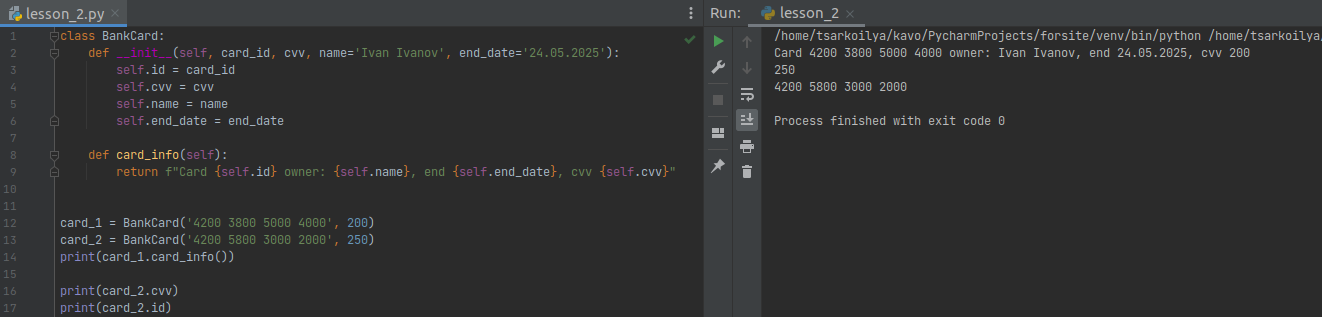 lesson_2.py
1 class BankCard:
2     def __init__(self, card_id, cvv, name='Ivan Ivanov', end_date='24.05.2025'):
3         self.id = card_id
4         self.cvv = cvv
5         self.name = name
6         self.end_date = end_date
7
8     def card_info(self):
9         return f"Card {self.id} owner: {self.name}, end {self.end_date}, cvv {self.cvv}"
10
11
12 card_1 = BankCard('4200 3800 5000 4000', 200)
13 card_2 = BankCard('4200 5800 3000 2000', 250)
14 print(card_1.card_info())
15
16 print(card_2.cvv)
17 print(card_2.id)
Run: lesson_2
/home/tsarkoilya/kavo/PycharmProjects/forsite/venv/bin/python /home/tsarkoilya/
Card 4200 3800 5000 4000 owner: Ivan Ivanov, end 24.05.2025, cvv 200
250
4200 5800 3000 2000
Process finished with exit code 0